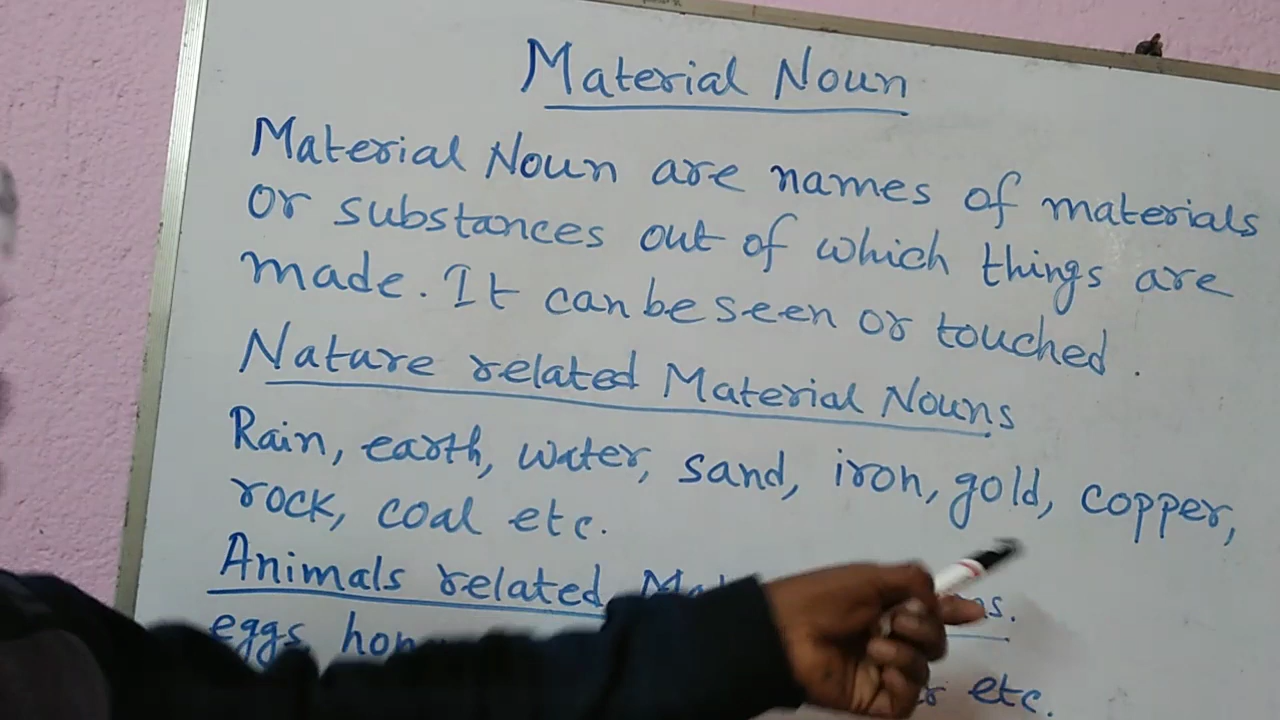 Material Noun
Material Noun are names of materials
or substances out of which things are
made. It can be seen or touched.
Nature related Material Nouns
Rain, earth, water, sand, iron, gold, copper,
rock, coal etc.
Animals related
eggs
etc.